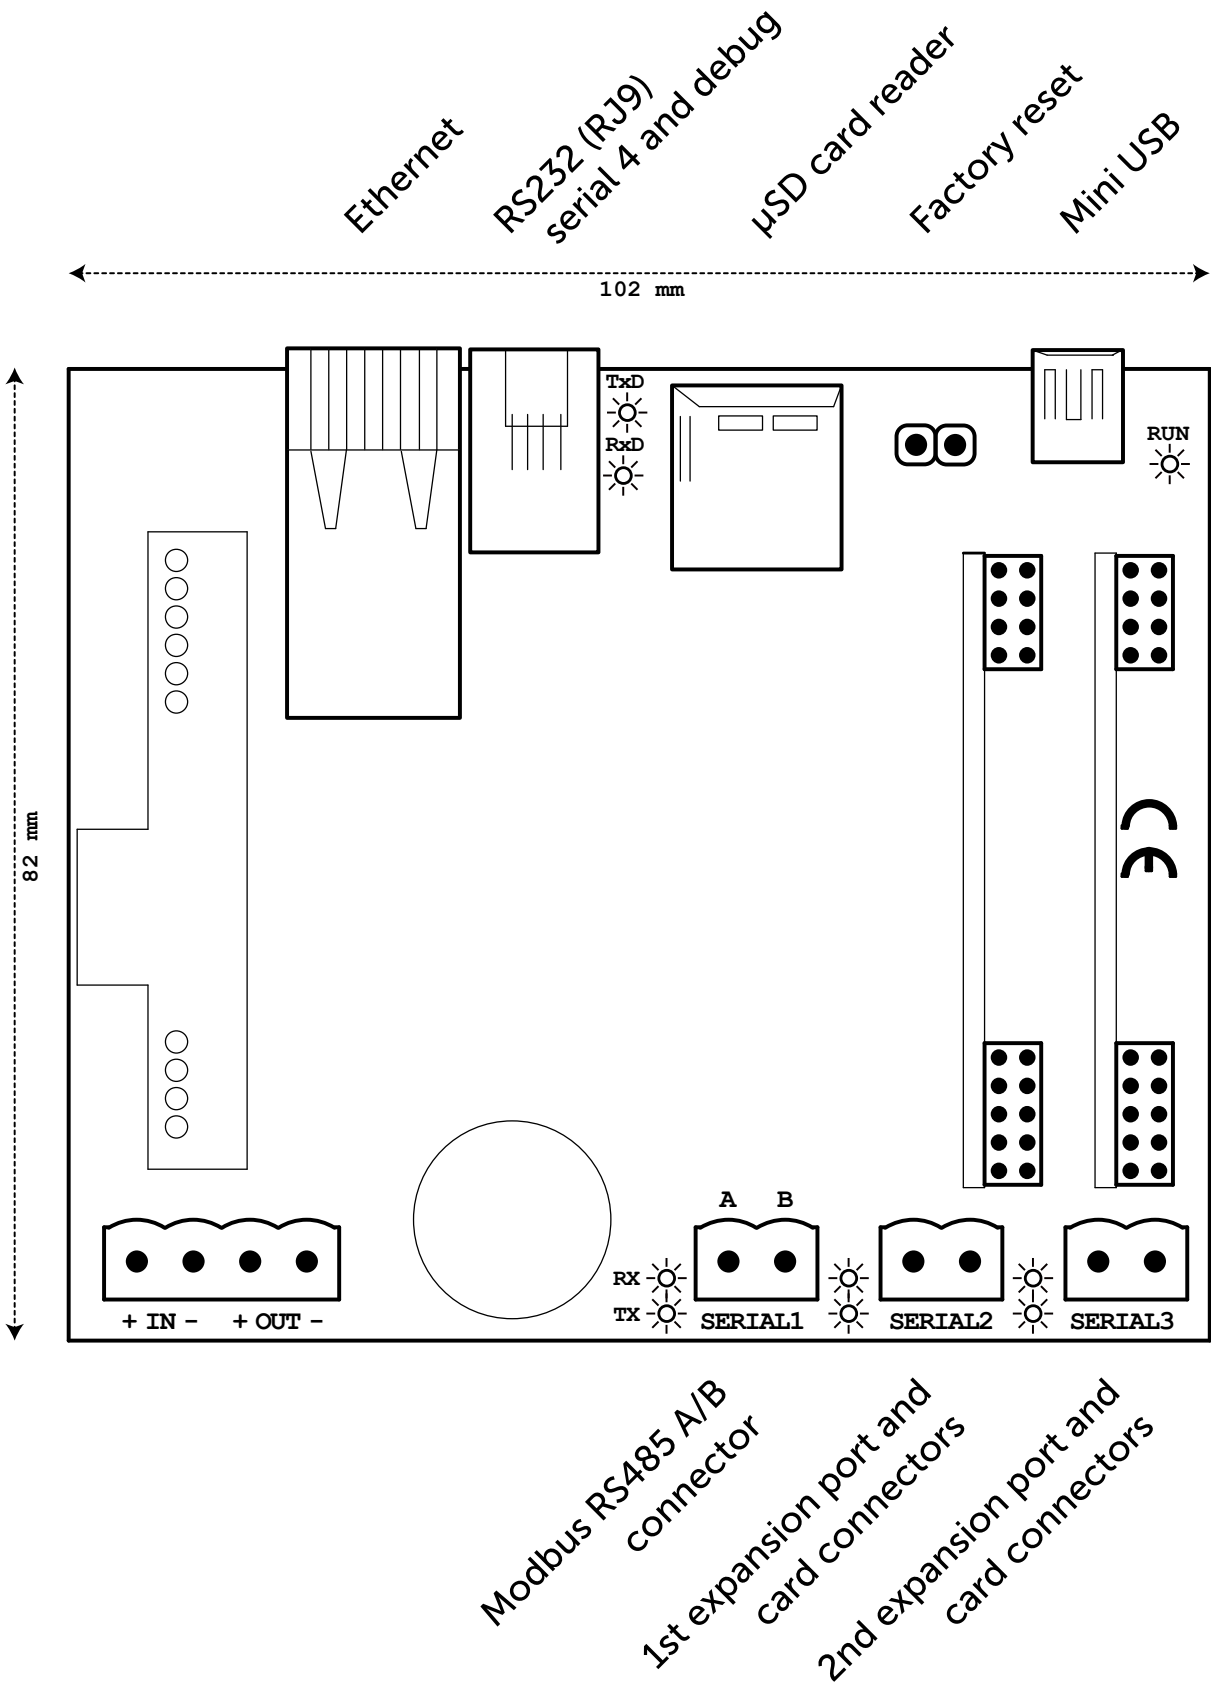 Ethernet
RS232 (RJ9)
serial 4 and debug
µSD card reader
Factory reset
Mini USB
102 mm
82 mm
TxD
RxD
RUN
CE
A B
RX
TX
+ IN - + OUT -
SERIAL1
SERIAL2
SERIAL3
Modbus RS485 A/B
connector
1st expansion port and
card connectors
2nd expansion port and
card connectors